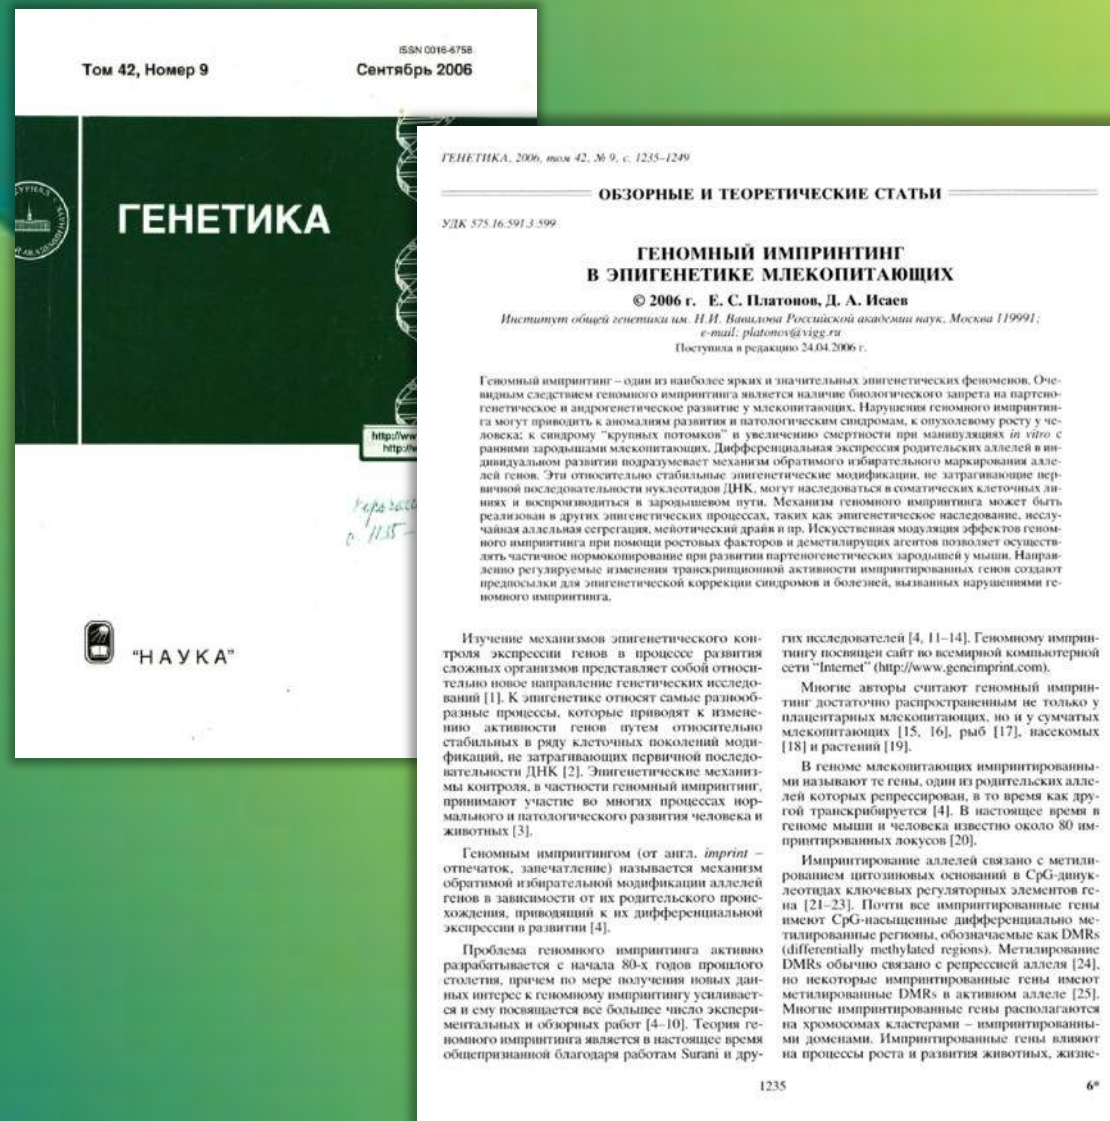 ISSN 0016-6758
Том 42, Номер 9
Сентябрь 2006
ГЕНЕТИКА
http://ww
"НАУКА"
ГЕНЕТИКА, 2006, том 42, № 9, с. 1235–1249
ОБЗОРНЫЕ И ТЕОРЕТИЧЕСКИЕ СТАТЬИ
УДК 575.16:591.3:599
ГЕНОМНЫЙ ИМПРИНТИНГ
В ЭПИГЕНЕТИКЕ МЛЕКОПИТАЮЩИХ
© 2006 г. Е. С. Платонов, Д. А. Исаев
Институт общей генетики им. Н.И. Вавилова Российской академии наук, Москва 119991;
e-mail: platonov@vigg.ru
Поступила в редакцию 24.04.2006 г.
Геномный импринтинг – один из наиболее ярких и значительных эпигенетических феноменов. Оче-
видным следствием геномного импринтинга является наличие биологического запрета на партено-
генетическое и андрогенетическое развитие у млекопитающих. Нарушения геномного импринтин-
га могут приводить к аномалиям развития и патологическим синдромам, к опухолевому росту у че-
ловека; к синдрому "крупных потомков" и увеличению смертности при манипуляциях in vitro с
ранними зародышами млекопитающих. Дифференциальная экспрессия родительских аллелей в ин-
дивидуальном развитии подразумевает механизм обратимого избирательного маркирования алле-
лей генов. Эти относительно стабильные эпигенетические модификации, не затрагивающие пер-
вичной последовательности нуклеотидов ДНК, могут наследоваться в соматических клеточных ли-
ниях и воспроизводиться в зародышевом пути. Механизм геномного импринтинга может быть
реализован в других эпигенетических процессах, таких как эпигенетическое наследование, неслу-
чайная аллельная сегрегация, мейотический драйв и пр. Искусственная модуляция эффектов геном-
ного импринтинга при помощи ростовых факторов и деметилирущих агентов позволяет осуществ-
лять частичное нормокопирование при развитии партеногенетических зародышей у мыши. Направ-
ленно регулируемые изменения транскрипционной активности импринтированных генов создают
предпосылки для эпигенетической коррекции синдромов и болезней, вызванных нарушениями ге-
номного импринтинга.
Изучение механизмов эпигенетического кон-
троля экспрессии генов в процессе развития
сложных организмов представляет собой относи-
тельно новое направление генетических исследо-
ваний [1]. К эпигенетике относят самые разнооб-
разные процессы, которые приводят к измене-
нию активности генов путем относительно
стабильных в ряду клеточных поколений моди-
фикаций, не затрагивающих первичной последо-
вательности ДНК [2]. Эпигенетические механиз-
мы контроля, в частности геномный импринтинг,
принимают участие во многих процессах нор-
мального и патологического развития человека и
животных [3].
Геномным импринтингом (от англ. imprint –
отпечаток, запечатление) называется механизм
обратимой избирательной модификации аллелей
генов в зависимости от их родительского проис-
хождения, приводящий к их дифференциальной
экспрессии в развитии [4].
Проблема геномного импринтинга активно
разрабатывается с начала 80-х годов прошлого
столетия, причем по мере получения новых дан-
ных интерес к геномному импринтингу усиливает-
ся и ему посвящается все большее число экспери-
ментальных и обзорных работ [4–10]. Теория ге-
номного импринтинга является в настоящее время
общепризнанной благодаря работам Surani и дру-
гих исследователей [4, 11–14]. Геномному имприн-
тингу посвящен сайт во всемирной компьютерной
сети "Internet" (http://www.geneimprint.com).
Многие авторы считают геномный имприн-
тинг достаточно распространенным не только у
плацентарных млекопитающих, но и у сумчатых
млекопитающих [15, 16], рыб [17], насекомых
[18] и растений [19].
В геноме млекопитающих импринтированны-
ми называют те гены, один из родительских алле-
лей которых репрессирован, в то время как дру-
гой транскрибируется [4]. В настоящее время в
геноме мыши и человека известно около 80 им-
принтированных локусов [20].
Импринтирование аллелей связано с метили-
рованием цитозиновых оснований в CpG-динук-
леотидах ключевых регуляторных элементов ге-
на [21–23]. Почти все импринтированные гены
имеют CpG-насыщенные дифференциально ме-
тилированные регионы, обозначаемые как DMRs
(differentially methylated regions). Метилирование
DMRs обычно связано с репрессией аллеля [24],
но некоторые импринтированные гены имеют
метилированные DMRs в активном аллеле [25].
Многие импринтированные гены располагаются
на хромосомах кластерами – импринтированны-
ми доменами. Импринтированные гены влияют
на процессы роста и развития животных, жизне-
1235
6*